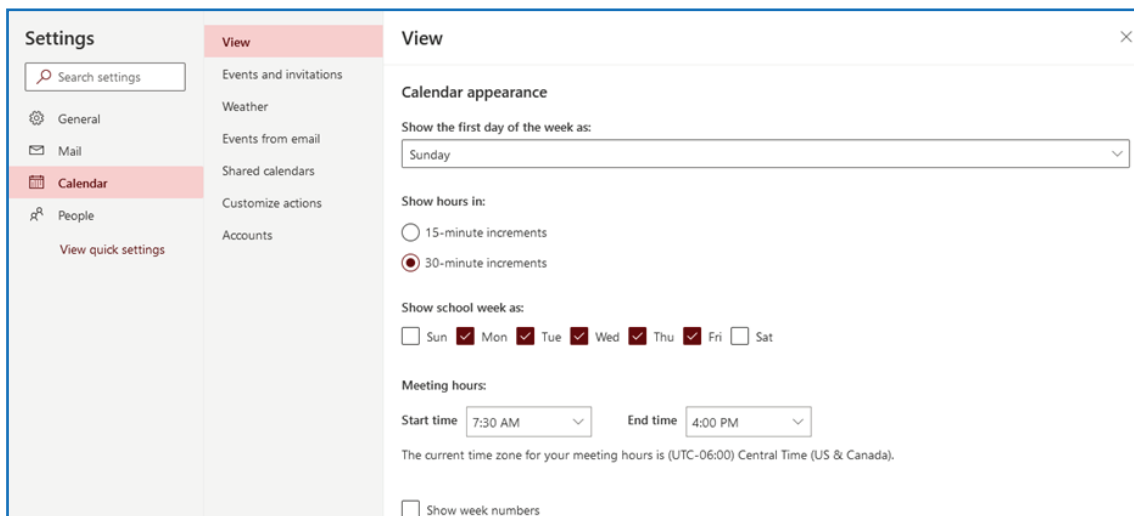 Settings
Search settings
General
Mail
Calendar
People
View quick settings
View
Events and invitations
Weather
Events from email
Shared calendars
Customize actions
Accounts
View
Calendar appearance
Show the first day of the week as:
Sunday
Show hours in:
15-minute increments
30-minute increments
Show school week as:
Sun Mon Tue Wed Thu Fri Sat
Meeting hours:
Start time 7:30 AM End time 4:00 PM
The current time zone for your meeting hours is (UTC-06:00) Central Time (US & Canada).
Show week numbers